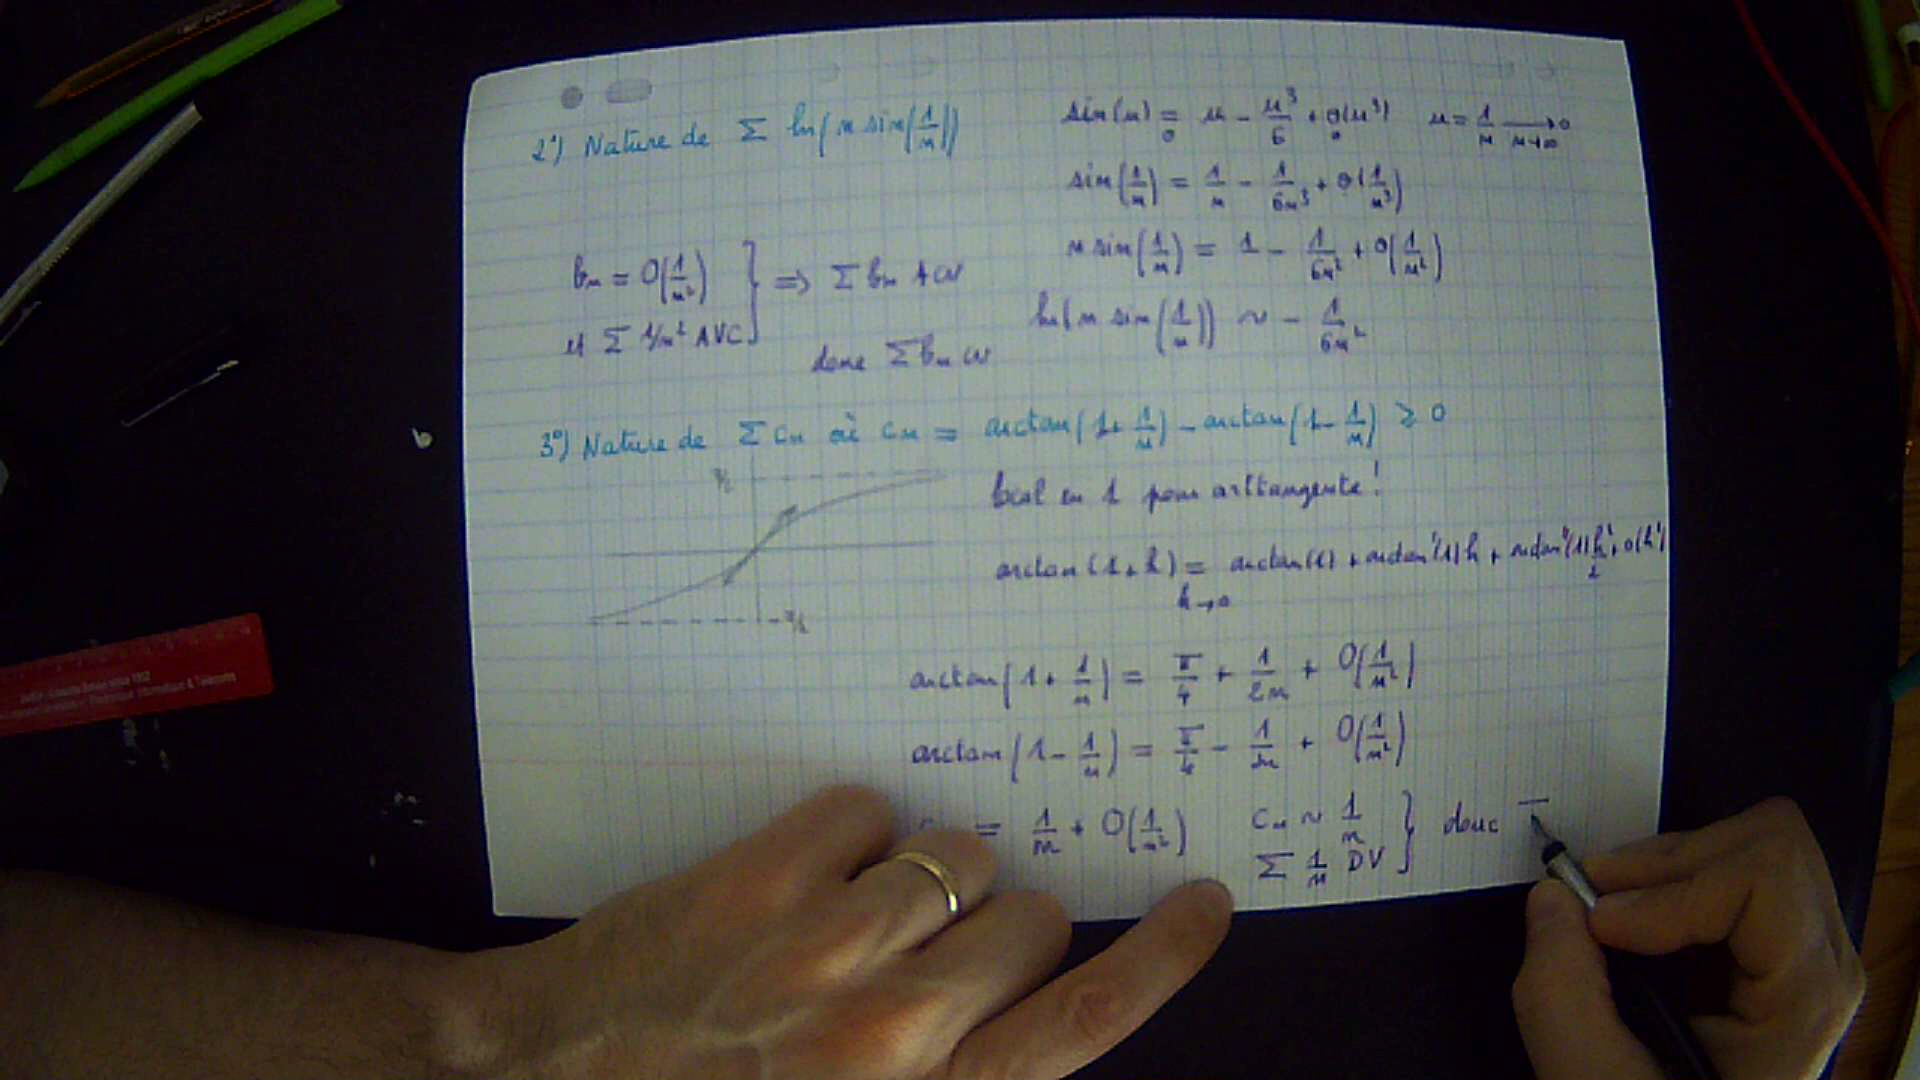 2°) Nature de Σ ln(n sin(1/n))
sin(u) =₀ u - u³/6 + o₀(u³) u = 1/n → 0 n→∞
sin(1/n) = 1/n - 1/6n³ + o(1/n³)
n sin(1/n) = 1 - 1/6n² + o(1/n²)
ln(n sin(1/n)) ~ - 1/6n²
bn = O(1/n²)
et Σ 1/n² AVC } ⇒ Σ bn ACV
donc Σ bn CV
3°) Nature de Σ cn où cn = arctan(1 + 1/n) - arctan(1 - 1/n) ≥ 0
π/2
local en 1 pour arctangente !
arctan(1+h) = arctan(1) + arctan'(1)h + arctan''(1)h²/2 + o(h²)
h→0
-π/2
arctan(1 + 1/n) = π/4 + 1/2n + O(1/n²)
arctan(1 - 1/n) = π/4 - 1/2n + O(1/n²)
= 1/n + O(1/n²) cn ~ 1/n } donc
Σ 1/n DV